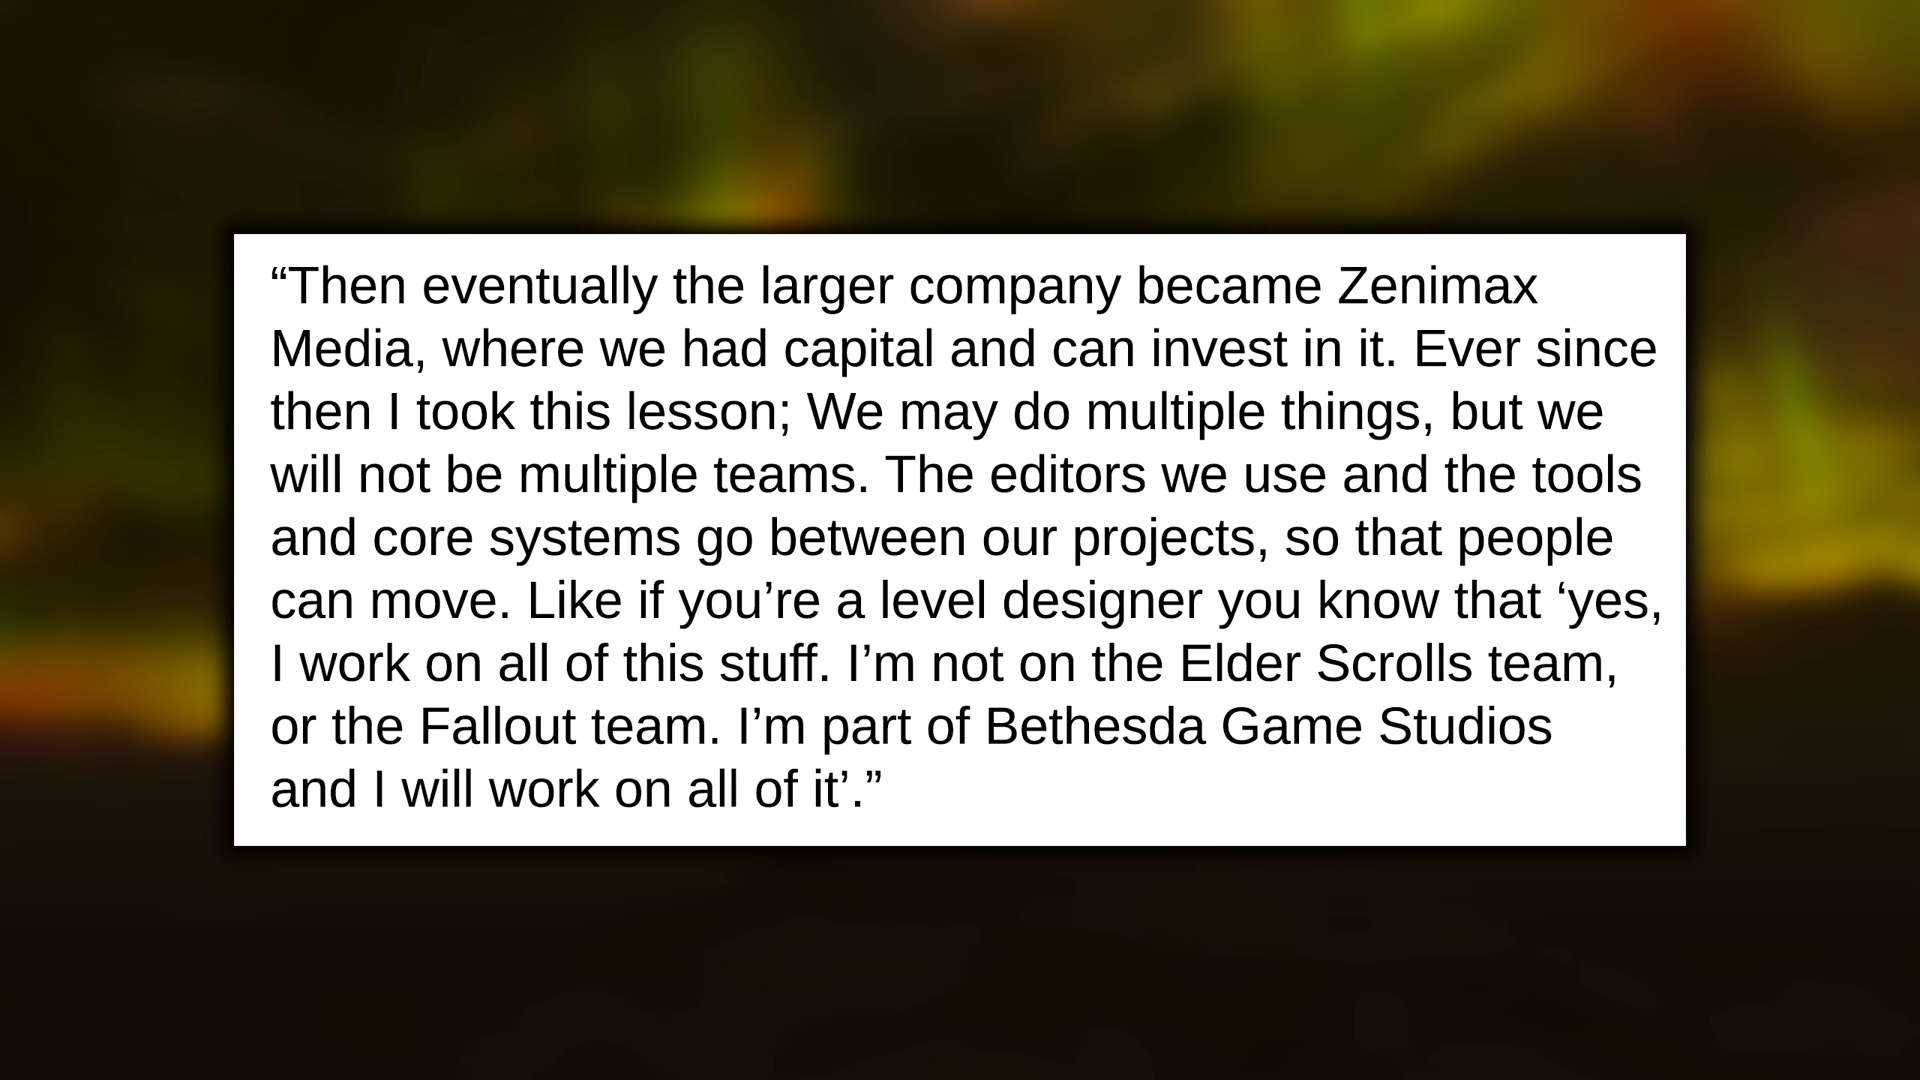 “Then eventually the larger company became Zenimax
Media, where we had capital and can invest in it. Ever since
then I took this lesson; We may do multiple things, but we
will not be multiple teams. The editors we use and the tools
and core systems go between our projects, so that people
can move. Like if you’re a level designer you know that ‘yes,
I work on all of this stuff. I’m not on the Elder Scrolls team,
or the Fallout team. I’m part of Bethesda Game Studios
and I will work on all of it’.”